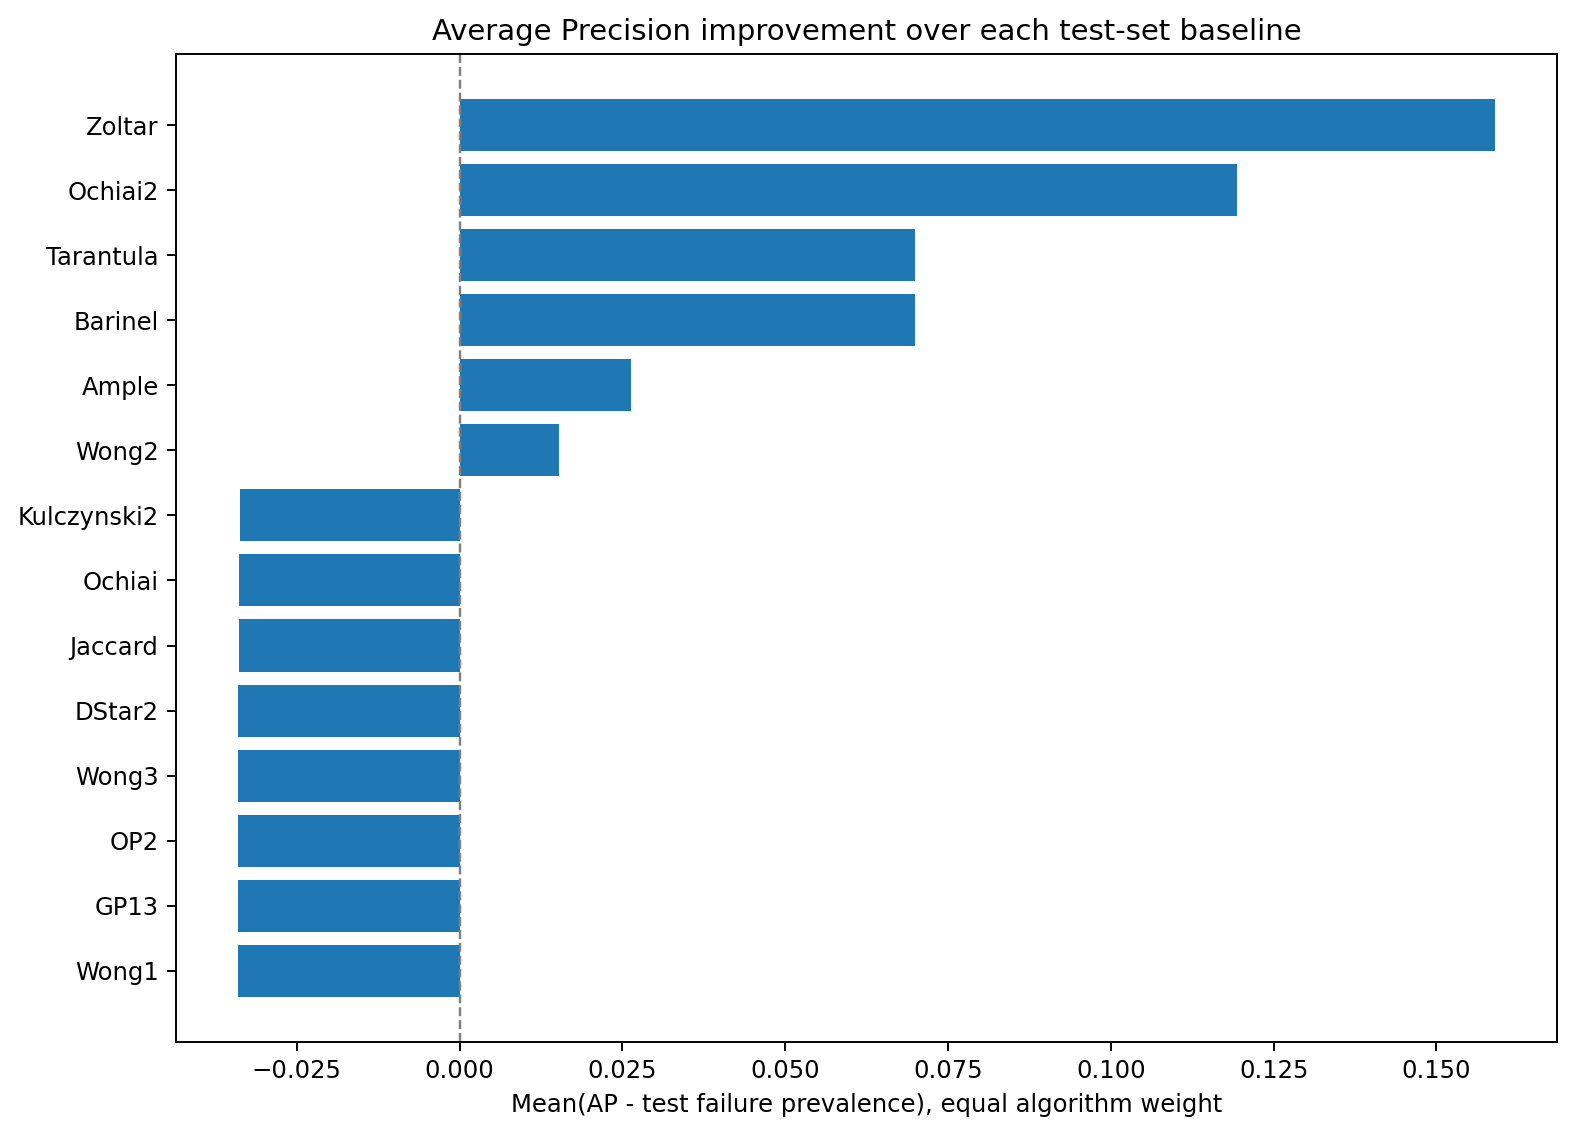 Average Precision improvement over each test-set baseline
Zoltar
Ochiai2
Tarantula
Barinel
Ample
Wong2
Kulczynski2
Ochiai
Jaccard
DStar2
Wong3
OP2
GP13
Wong1
−0.025 0.000 0.025 0.050 0.075 0.100 0.125 0.150
Mean(AP - test failure prevalence), equal algorithm weight